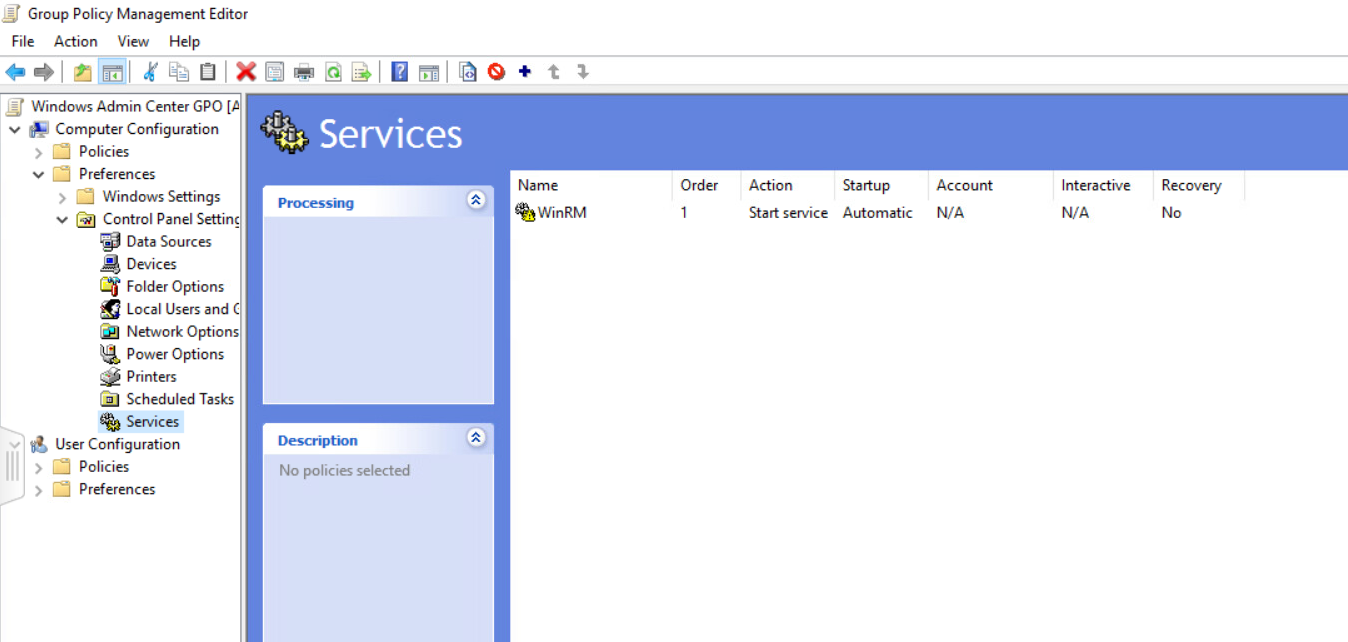 Group Policy Management Editor
File Action View Help
Windows Admin Center GPO [A
Computer Configuration
Policies
Preferences
Windows Settings
Control Panel Setting
Data Sources
Devices
Folder Options
Local Users and G
Network Options
Power Options
Printers
Scheduled Tasks
Services
User Configuration
Policies
Preferences
Services
Processing
Description
No policies selected
Name Order Action Startup Account Interactive Recovery
WinRM 1 Start service Automatic N/A N/A No